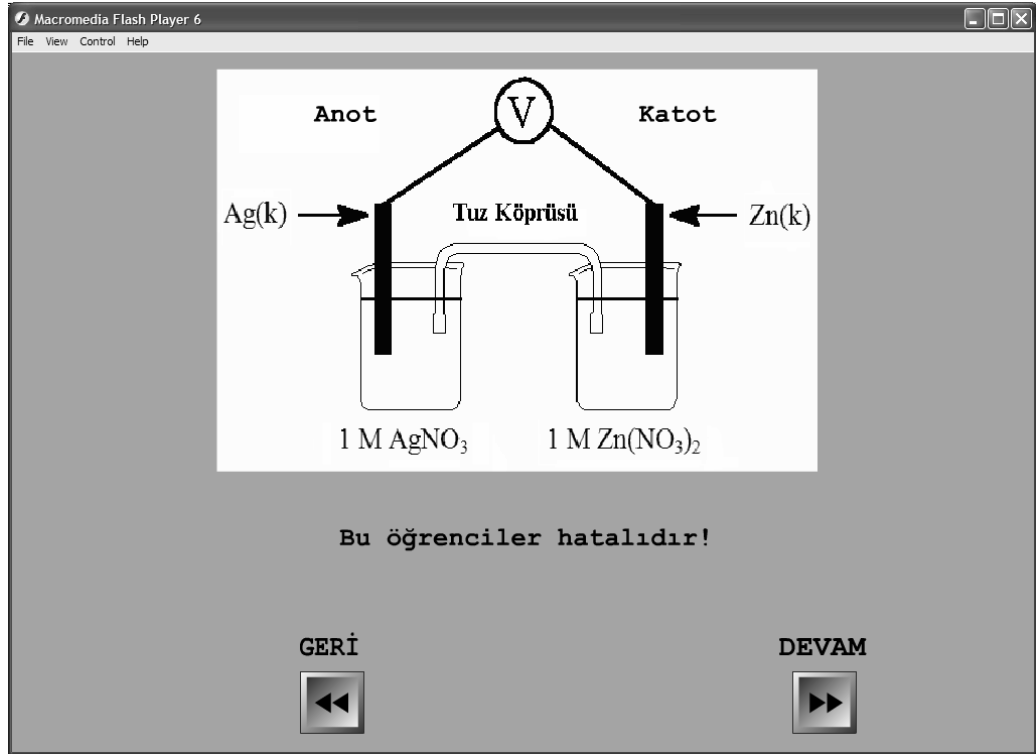 Macromedia Flash Player 6
File View Control Help
Anot V Katot
Ag(k) Tuz Köprüsü Zn(k)
1 M AgNO₃ 1 M Zn(NO₃)₂
Bu öğrenciler hatalıdır!
GERİ DEVAM